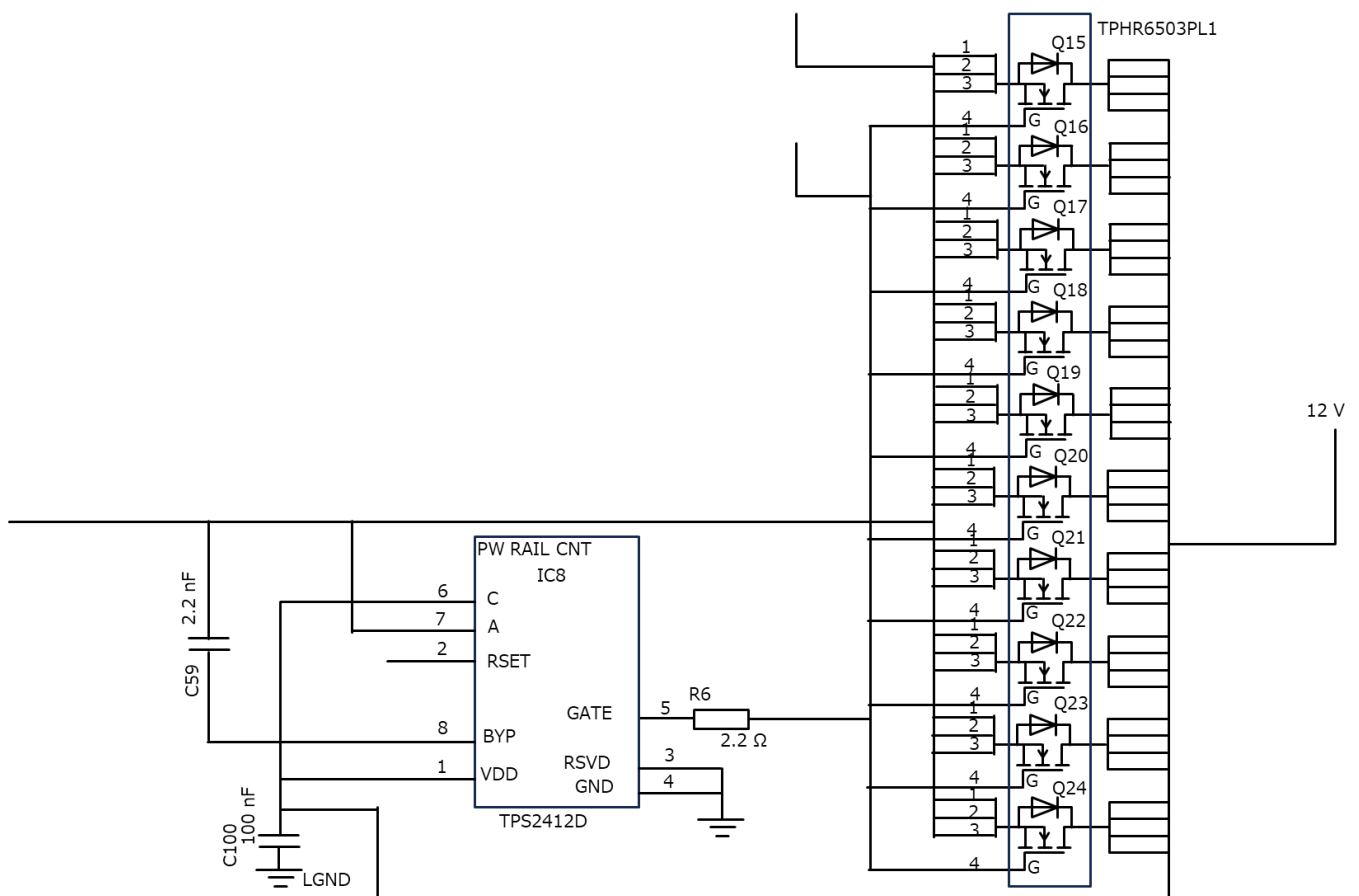 TPHR6503PL1
Q15
1
2
3
4
G
Q16
1
2
3
4
G
Q17
1
2
3
4
G
Q18
1
2
3
4
G
Q19
1
2
3
4
G
Q20
1
2
3
4
G
Q21
1
2
3
4
G
Q22
1
2
3
4
G
Q23
1
2
3
4
G
Q24
1
2
3
4
G
12 V
PW RAIL CNT
IC8
6
C
7
A
2
RSET
8
BYP
1
VDD
GATE
5
RSVD
3
GND
4
TPS2412D
R6
2.2 Ω
2.2 nF
C59
C100
100 nF
LGND